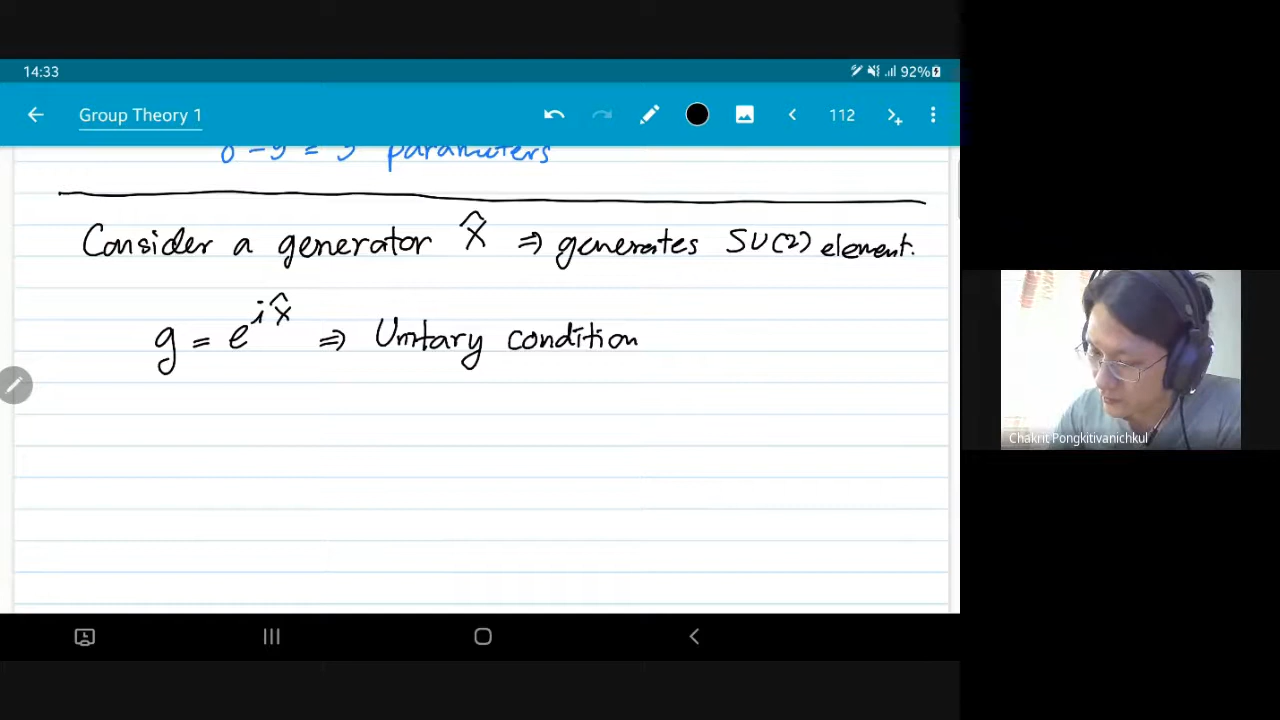 14:33
92%
Group Theory 1
112
parameters
Consider a generator X̂ ⇒ generates SU(2) element.
g = e^{iX̂} ⇒ Unitary condition
Chakrit Pongkitivanichkul